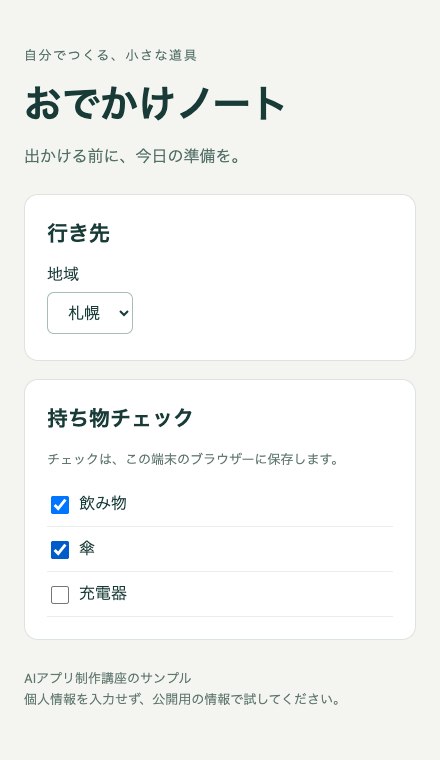 自分でつくる、小さな道具
おでかけノート
出かける前に、今日の準備を。
行き先
地域
札幌
持ち物チェック
チェックは、この端末のブラウザーに保存します。
飲み物
傘
充電器
AIアプリ制作講座のサンプル
個人情報を入力せず、公開用の情報で試してください。